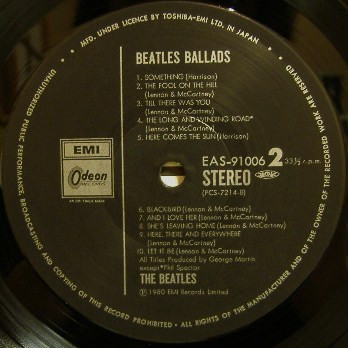 MFD. UNDER LICENCE BY TOSHIBA-EMI LTD. IN JAPAN
UNAUTHORIZED PUBLIC PERFORMANCE, BROADCASTING AND COPYING OF THIS RECORD PROHIBITED • ALL RIGHTS OF THE MANUFACTURER AND OF THE OWNER OF THE RECORDED WORK ARE RESERVED
BEATLES BALLADS
1. SOMETHING (Harrison)
2. THE FOOL ON THE HILL
(Lennon & McCartney)
3. TILL THERE WAS YOU
4. THE LONG AND WINDING ROAD*
(Lennon & McCartney)
5. HERE COMES THE SUN (Harrison)
EMI
Odeon
EAS-91006 2 33⅓ r.p.m.
STEREO
(PCS-7214-B)
6. BLACKBIRD (Lennon & McCartney)
7. AND I LOVE HER (Lennon & McCartney)
8. SHE'S LEAVING HOME (Lennon & McCartney)
9. HERE, THERE AND EVERYWHERE
(Lennon & McCartney)
10. LET IT BE (Lennon & McCartney)
All Titles Produced by George Martin
except *Phil Spector
THE BEATLES
℗ 1980 EMI Records Limited